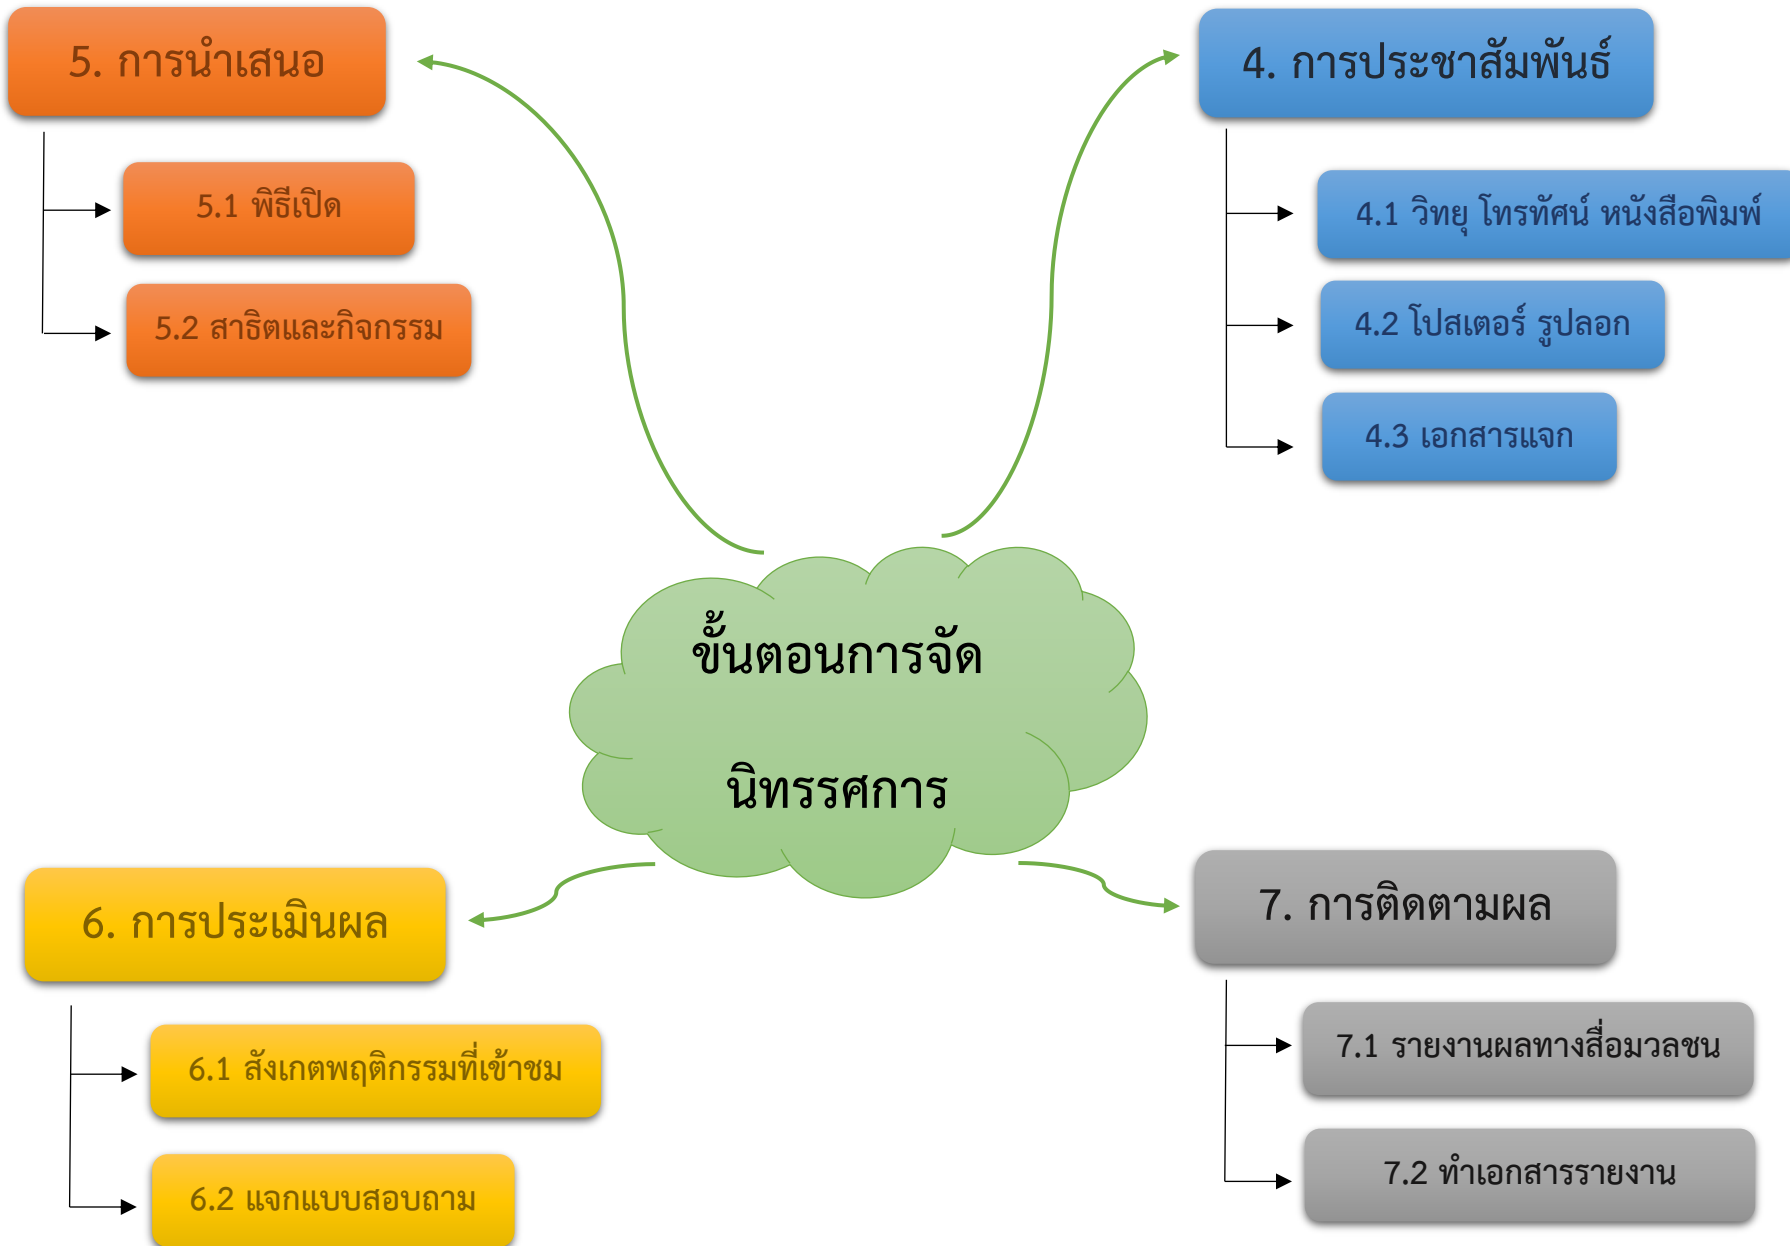 5. การนำเสนอ
5.1 พิธีเปิด
5.2 สาธิตและกิจกรรม
4. การประชาสัมพันธ์
4.1 วิทยุ โทรทัศน์ หนังสือพิมพ์
4.2 โปสเตอร์ รูปลอก
4.3 เอกสารแจก
ขั้นตอนการจัด
นิทรรศการ
6. การประเมินผล
6.1 สังเกตพฤติกรรมที่เข้าชม
6.2 แจกแบบสอบถาม
7. การติดตามผล
7.1 รายงานผลทางสื่อมวลชน
7.2 ทำเอกสารรายงาน